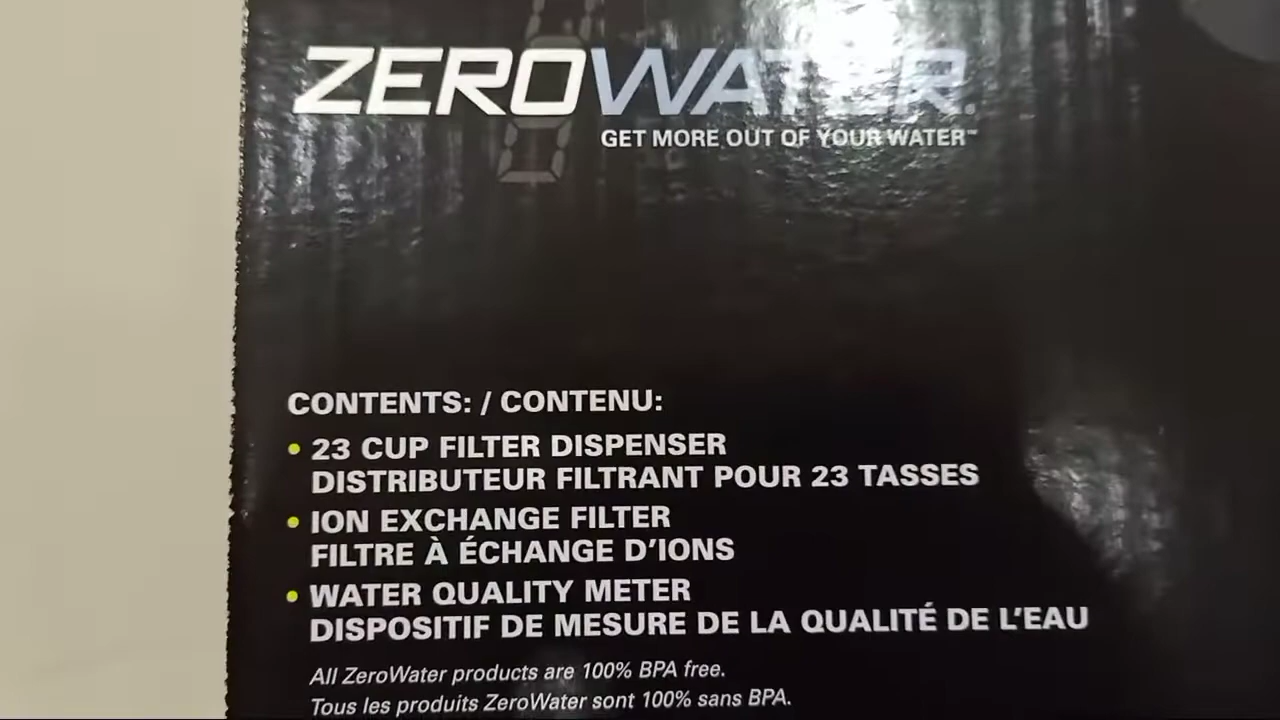 ZEROWATER.
GET MORE OUT OF YOUR WATER™
CONTENTS: / CONTENU:
• 23 CUP FILTER DISPENSER
DISTRIBUTEUR FILTRANT POUR 23 TASSES
• ION EXCHANGE FILTER
FILTRE À ÉCHANGE D'IONS
• WATER QUALITY METER
DISPOSITIF DE MESURE DE LA QUALITÉ DE L'EAU
All ZeroWater products are 100% BPA free.
Tous les produits ZeroWater sont 100% sans BPA.